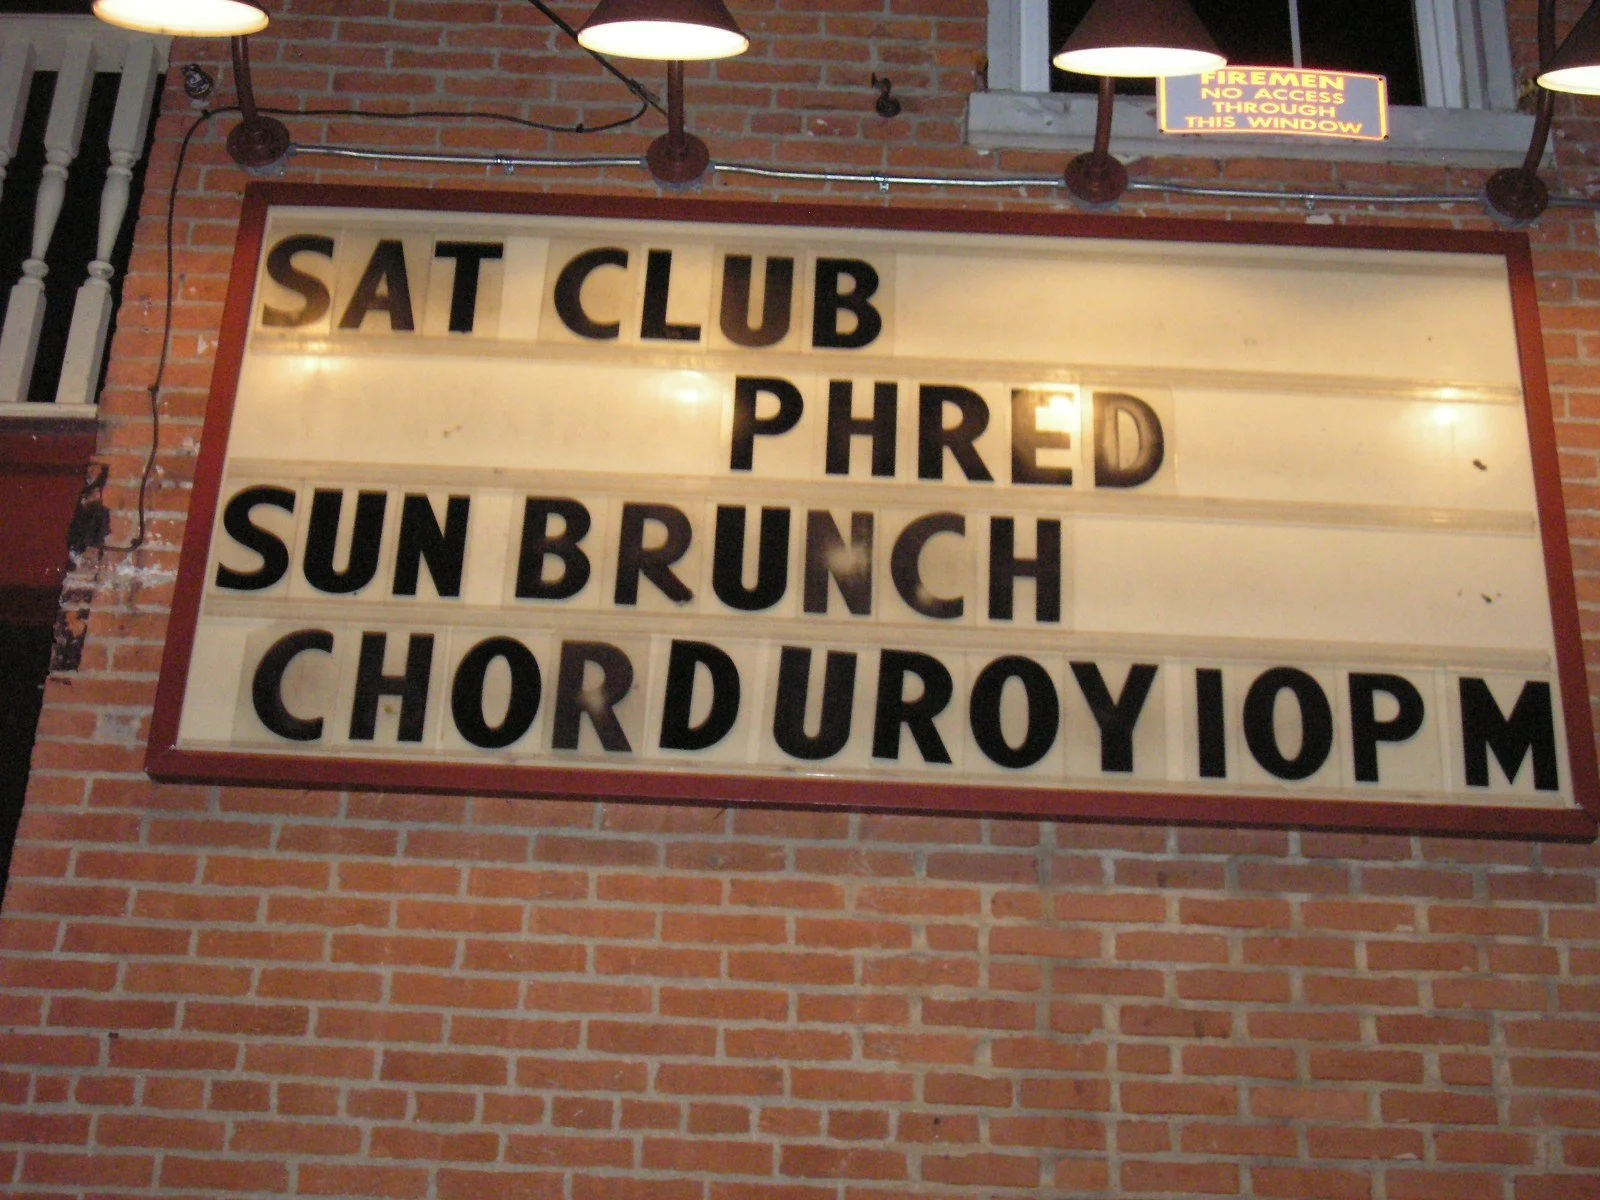 FIREMEN
NO ACCESS
THROUGH
THIS WINDOW
SAT CLUB
PHRED
SUN BRUNCH
CHORDUROY 10PM